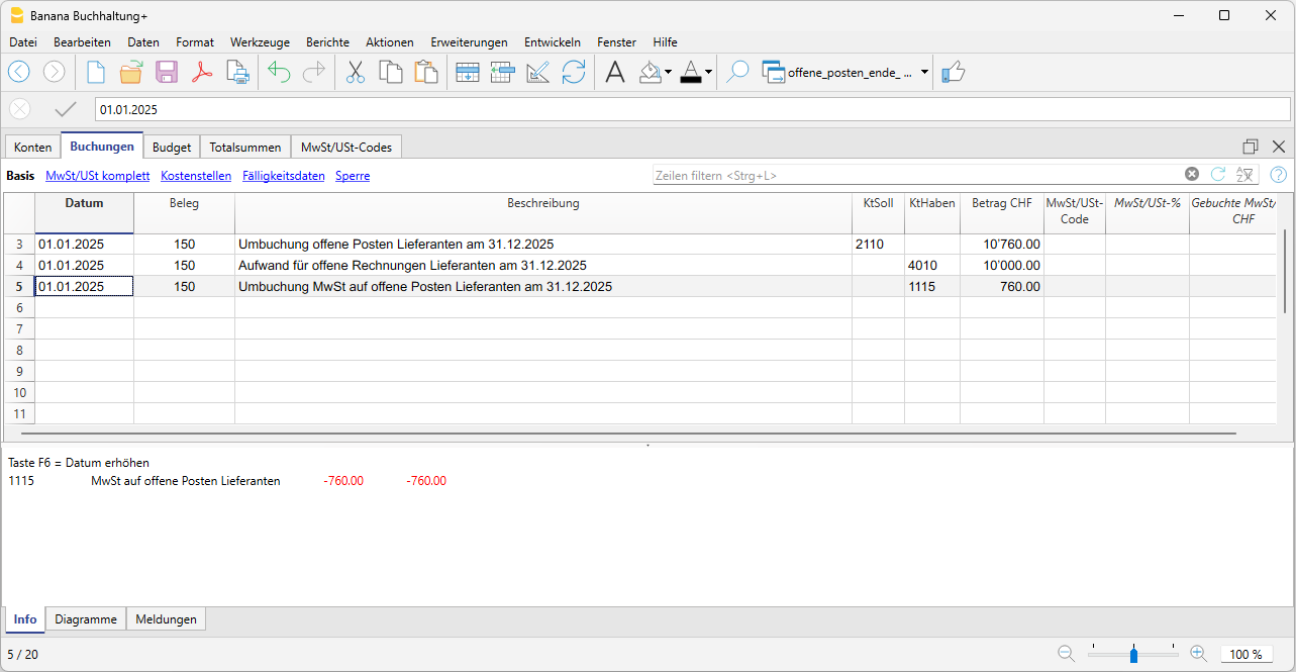 Banana Buchhaltung+
Datei Bearbeiten Daten Format Werkzeuge Berichte Aktionen Erweiterungen Entwickeln Fenster Hilfe
offene_posten_ende_ ...
01.01.2025
Konten Buchungen Budget Totalsummen MwSt/USt-Codes
Basis MwSt/USt komplett Kostenstellen Fälligkeitsdaten Sperre Zeilen filtern <Strg+L>
Datum Beleg Beschreibung KtSoll KtHaben Betrag CHF MwSt/USt- MwSt/USt-% Gebuchte MwSt/
Code CHF
3 01.01.2025 150 Umbuchung offene Posten Lieferanten am 31.12.2025 2110 10'760.00
4 01.01.2025 150 Aufwand für offene Rechnungen Lieferanten am 31.12.2025 4010 10'000.00
5 01.01.2025 150 Umbuchung MwSt auf offene Posten Lieferanten am 31.12.2025 1115 760.00
6
7
8
9
10
11
Taste F6 = Datum erhöhen
1115 MwSt auf offene Posten Lieferanten -760.00 -760.00
Info Diagramme Meldungen
5 / 20 100 %